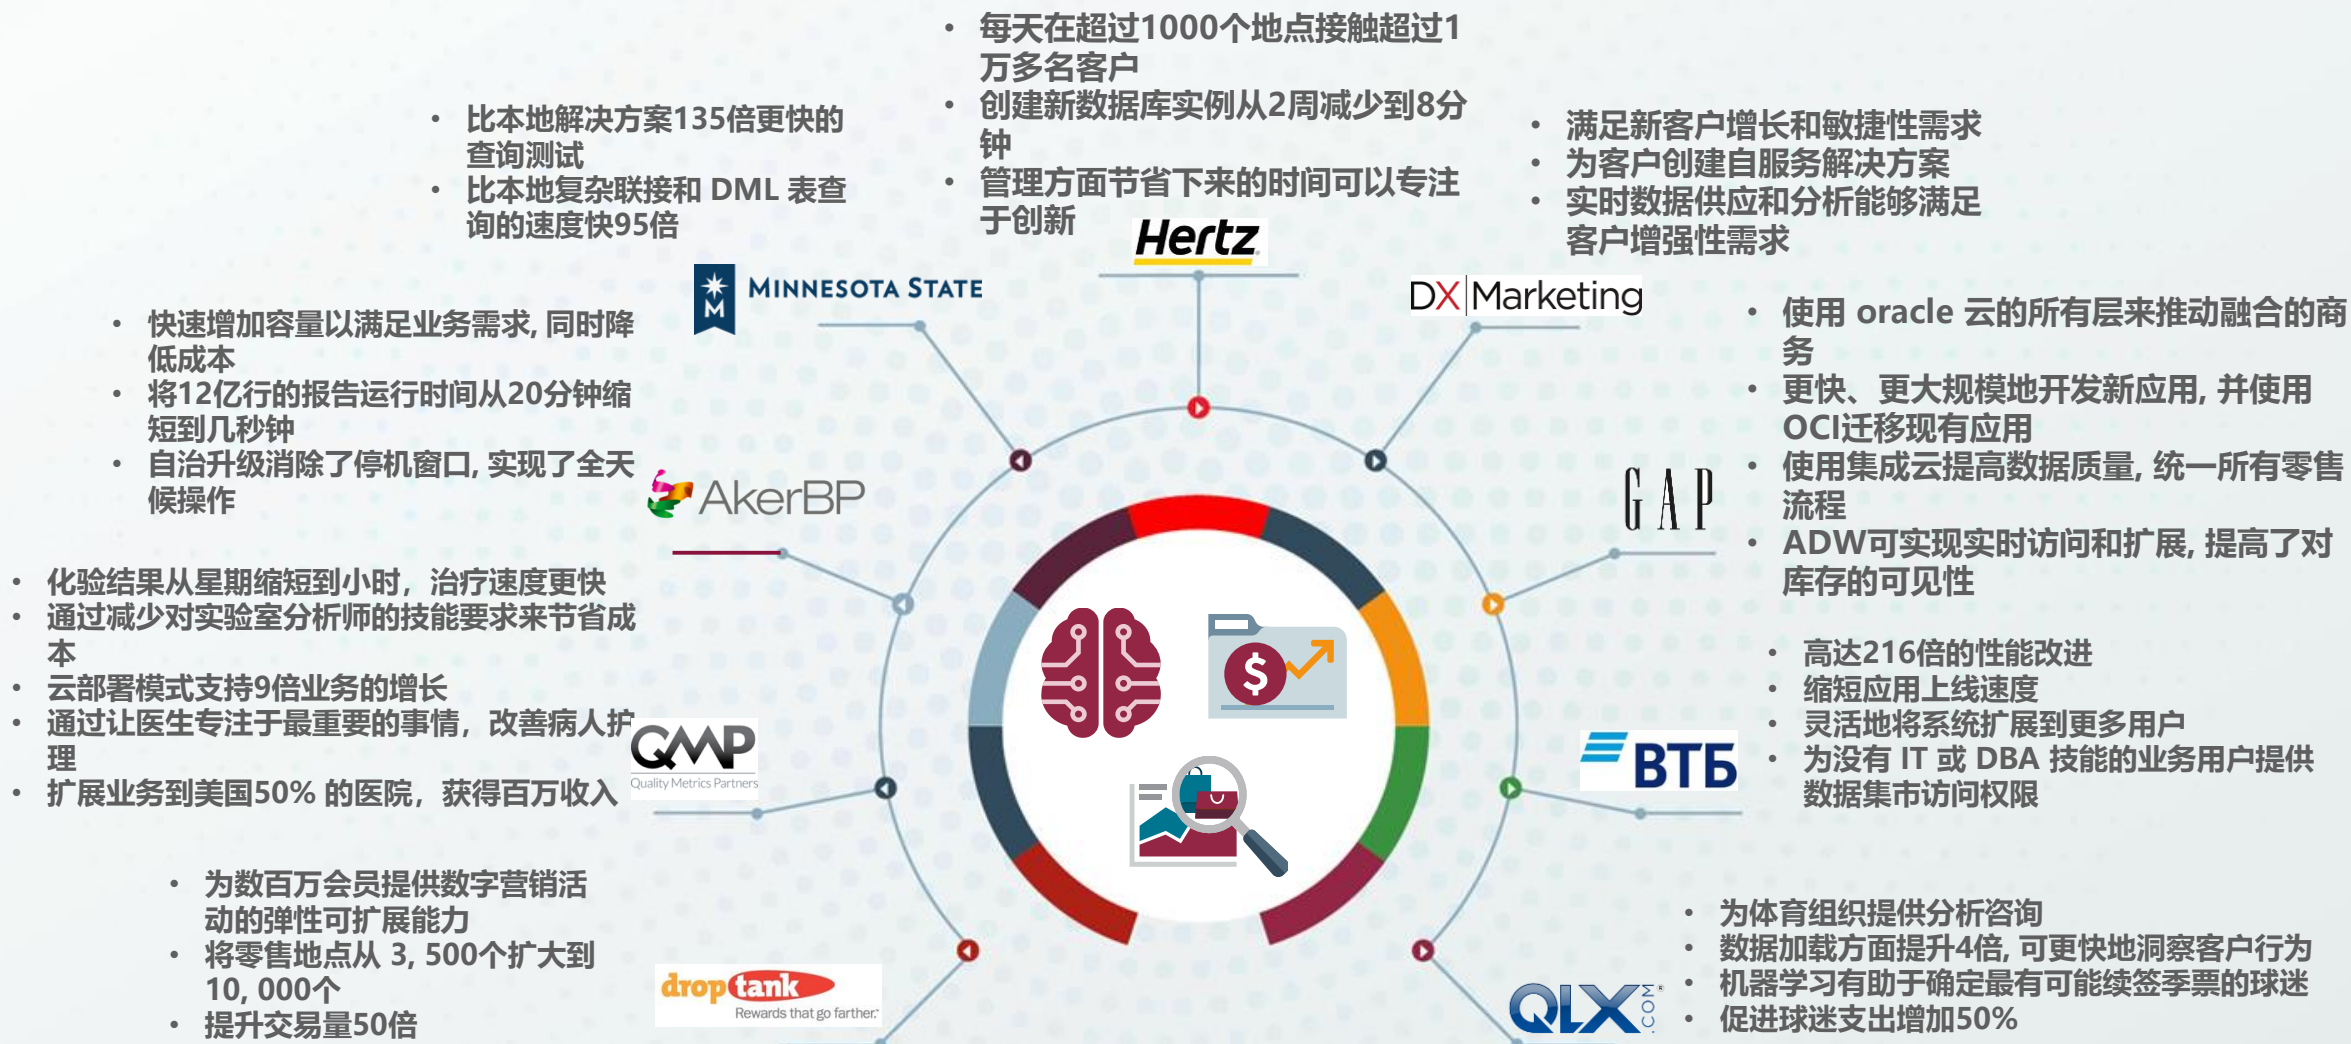 • 每天在超过1000个地点接触超过1
万多名客户
• 创建新数据库实例从2周减少到8分
钟
• 管理方面节省下来的时间可以专注
于创新
Hertz
• 比本地解决方案135倍更快的
查询测试
• 比本地复杂联接和 DML 表查
询的速度快95倍
M
MINNESOTA STATE
• 满足新客户增长和敏捷性需求
• 为客户创建自服务解决方案
• 实时数据供应和分析能够满足
客户增强性需求
DX|Marketing
• 快速增加容量以满足业务需求, 同时降
低成本
• 将12亿行的报告运行时间从20分钟缩
短到几秒钟
• 自治升级消除了停机窗口, 实现了全天
候操作
AkerBP
• 使用 oracle 云的所有层来推动融合的商
务
• 更快、更大规模地开发新应用, 并使用
OCI迁移现有应用
• 使用集成云提高数据质量, 统一所有零售
流程
• ADW可实现实时访问和扩展, 提高了对
库存的可见性
GAP
• 化验结果从星期缩短到小时，治疗速度更快
• 通过减少对实验室分析师的技能要求来节省成
本
• 云部署模式支持9倍业务的增长
• 通过让医生专注于最重要的事情，改善病人护
理
• 扩展业务到美国50% 的医院，获得百万收入
QMP
Quality Metrics Partners
$
• 高达216倍的性能改进
• 缩短应用上线速度
• 灵活地将系统扩展到更多用户
• 为没有 IT 或 DBA 技能的业务用户提供
数据集市访问权限
ВТБ
• 为数百万会员提供数字营销活
动的弹性可扩展能力
• 将零售地点从 3, 500个扩大到
10, 000个
• 提升交易量50倍
droptank
Rewards that go farther.
• 为体育组织提供分析咨询
• 数据加载方面提升4倍, 可更快地洞察客户行为
• 机器学习有助于确定最有可能续签季票的球迷
• 促进球迷支出增加50%
QLX.COM®